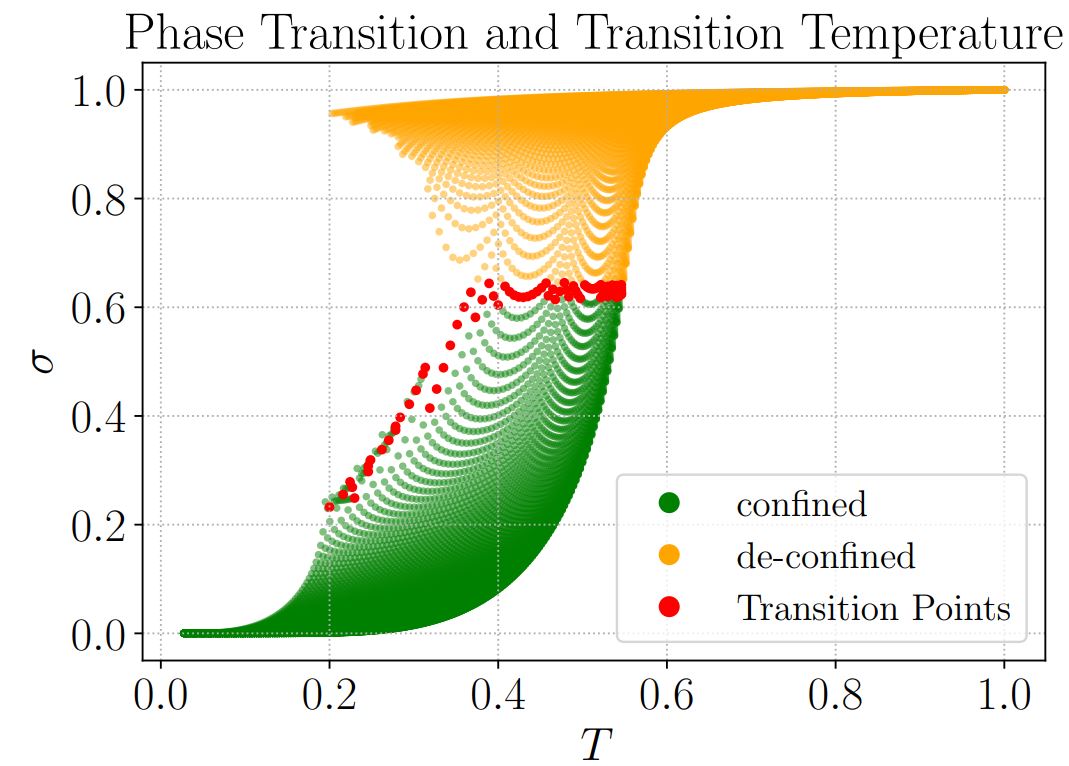 Phase Transition and Transition Temperature
1.0
0.8
0.6
0.4
0.2
0.0
σ
confined
de-confined
Transition Points
0.0 0.2 0.4 0.6 0.8 1.0
T